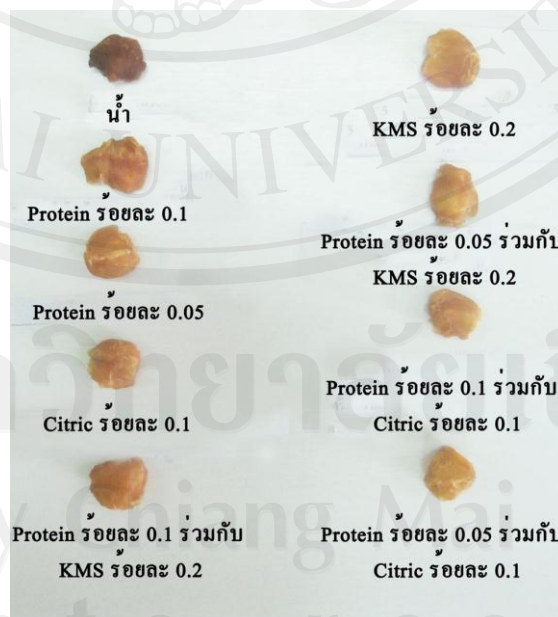 น้ำ
Protein ร้อยละ 0.1
Protein ร้อยละ 0.05
Citric ร้อยละ 0.1
Protein ร้อยละ 0.1 ร่วมกับ
KMS ร้อยละ 0.2
KMS ร้อยละ 0.2
Protein ร้อยละ 0.05 ร่วมกับ
KMS ร้อยละ 0.2
Protein ร้อยละ 0.1 ร่วมกับ
Citric ร้อยละ 0.1
Protein ร้อยละ 0.05 ร่วมกับ
Citric ร้อยละ 0.1